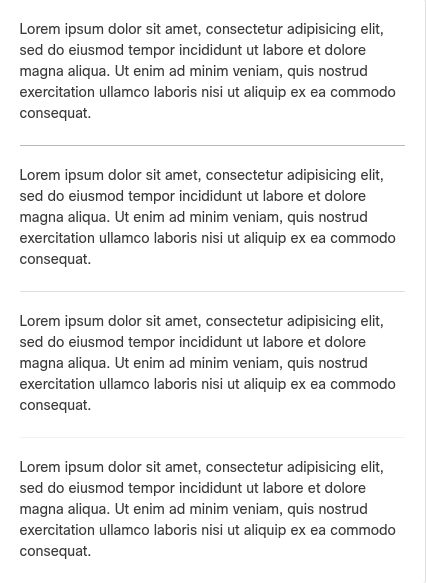 Lorem ipsum dolor sit amet, consectetur adipisicing elit,
sed do eiusmod tempor incididunt ut labore et dolore
magna aliqua. Ut enim ad minim veniam, quis nostrud
exercitation ullamco laboris nisi ut aliquip ex ea commodo
consequat.
Lorem ipsum dolor sit amet, consectetur adipisicing elit,
sed do eiusmod tempor incididunt ut labore et dolore
magna aliqua. Ut enim ad minim veniam, quis nostrud
exercitation ullamco laboris nisi ut aliquip ex ea commodo
consequat.
Lorem ipsum dolor sit amet, consectetur adipisicing elit,
sed do eiusmod tempor incididunt ut labore et dolore
magna aliqua. Ut enim ad minim veniam, quis nostrud
exercitation ullamco laboris nisi ut aliquip ex ea commodo
consequat.
Lorem ipsum dolor sit amet, consectetur adipisicing elit,
sed do eiusmod tempor incididunt ut labore et dolore
magna aliqua. Ut enim ad minim veniam, quis nostrud
exercitation ullamco laboris nisi ut aliquip ex ea commodo
consequat.